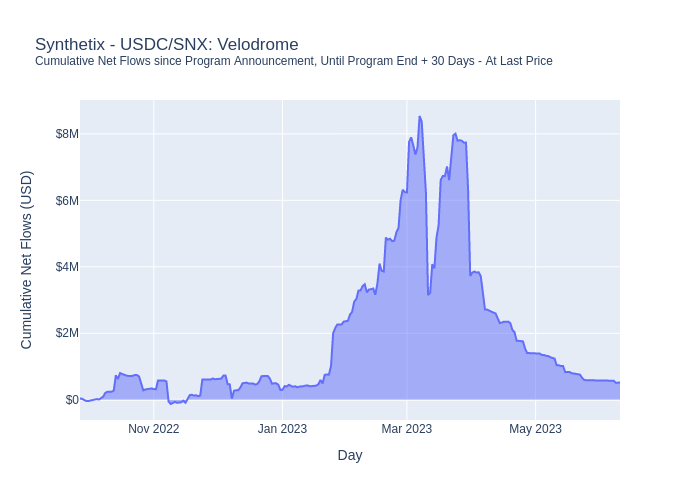 Synthetix - USDC/SNX: Velodrome
Cumulative Net Flows since Program Announcement, Until Program End + 30 Days - At Last Price
Cumulative Net Flows (USD)
$8M
$6M
$4M
$2M
$0
Nov 2022 Jan 2023 Mar 2023 May 2023
Day